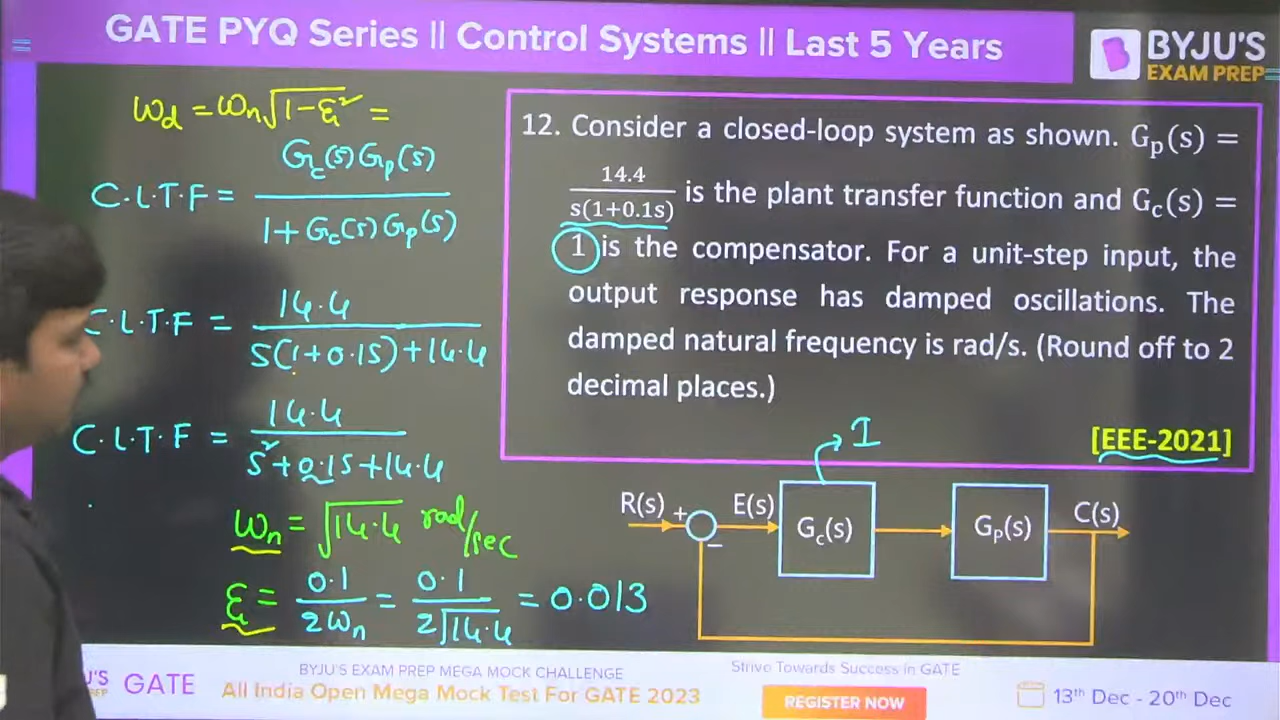 GATE PYQ Series || Control Systems || Last 5 Years
BYJU'S
EXAM PREP
ωd = ωn√1-ξ² =
C.L.T.F = Gc(s)Gp(s) / 1+Gc(s)Gp(s)
C.L.T.F = 14.4 / s(1+0.1s)+14.4
C.L.T.F = 14.4 / s²+0.1s+14.4
ωn = √14.4 rad/sec
ξ = 0.1 / 2ωn = 0.1 / 2√14.4 = 0.013
12. Consider a closed-loop system as shown. Gp(s) =
14.4 / s(1+0.1s) is the plant transfer function and Gc(s) =
1 is the compensator. For a unit-step input, the
output response has damped oscillations. The
damped natural frequency is rad/s. (Round off to 2
decimal places.)
[EEE-2021]
1
R(s) + E(s) Gc(s) Gp(s) C(s)
−
'S
REP
GATE
BYJU'S EXAM PREP MEGA MOCK CHALLENGE
All India Open Mega Mock Test For GATE 2023
Strive Towards Success in GATE
REGISTER NOW
13th Dec - 20th Dec